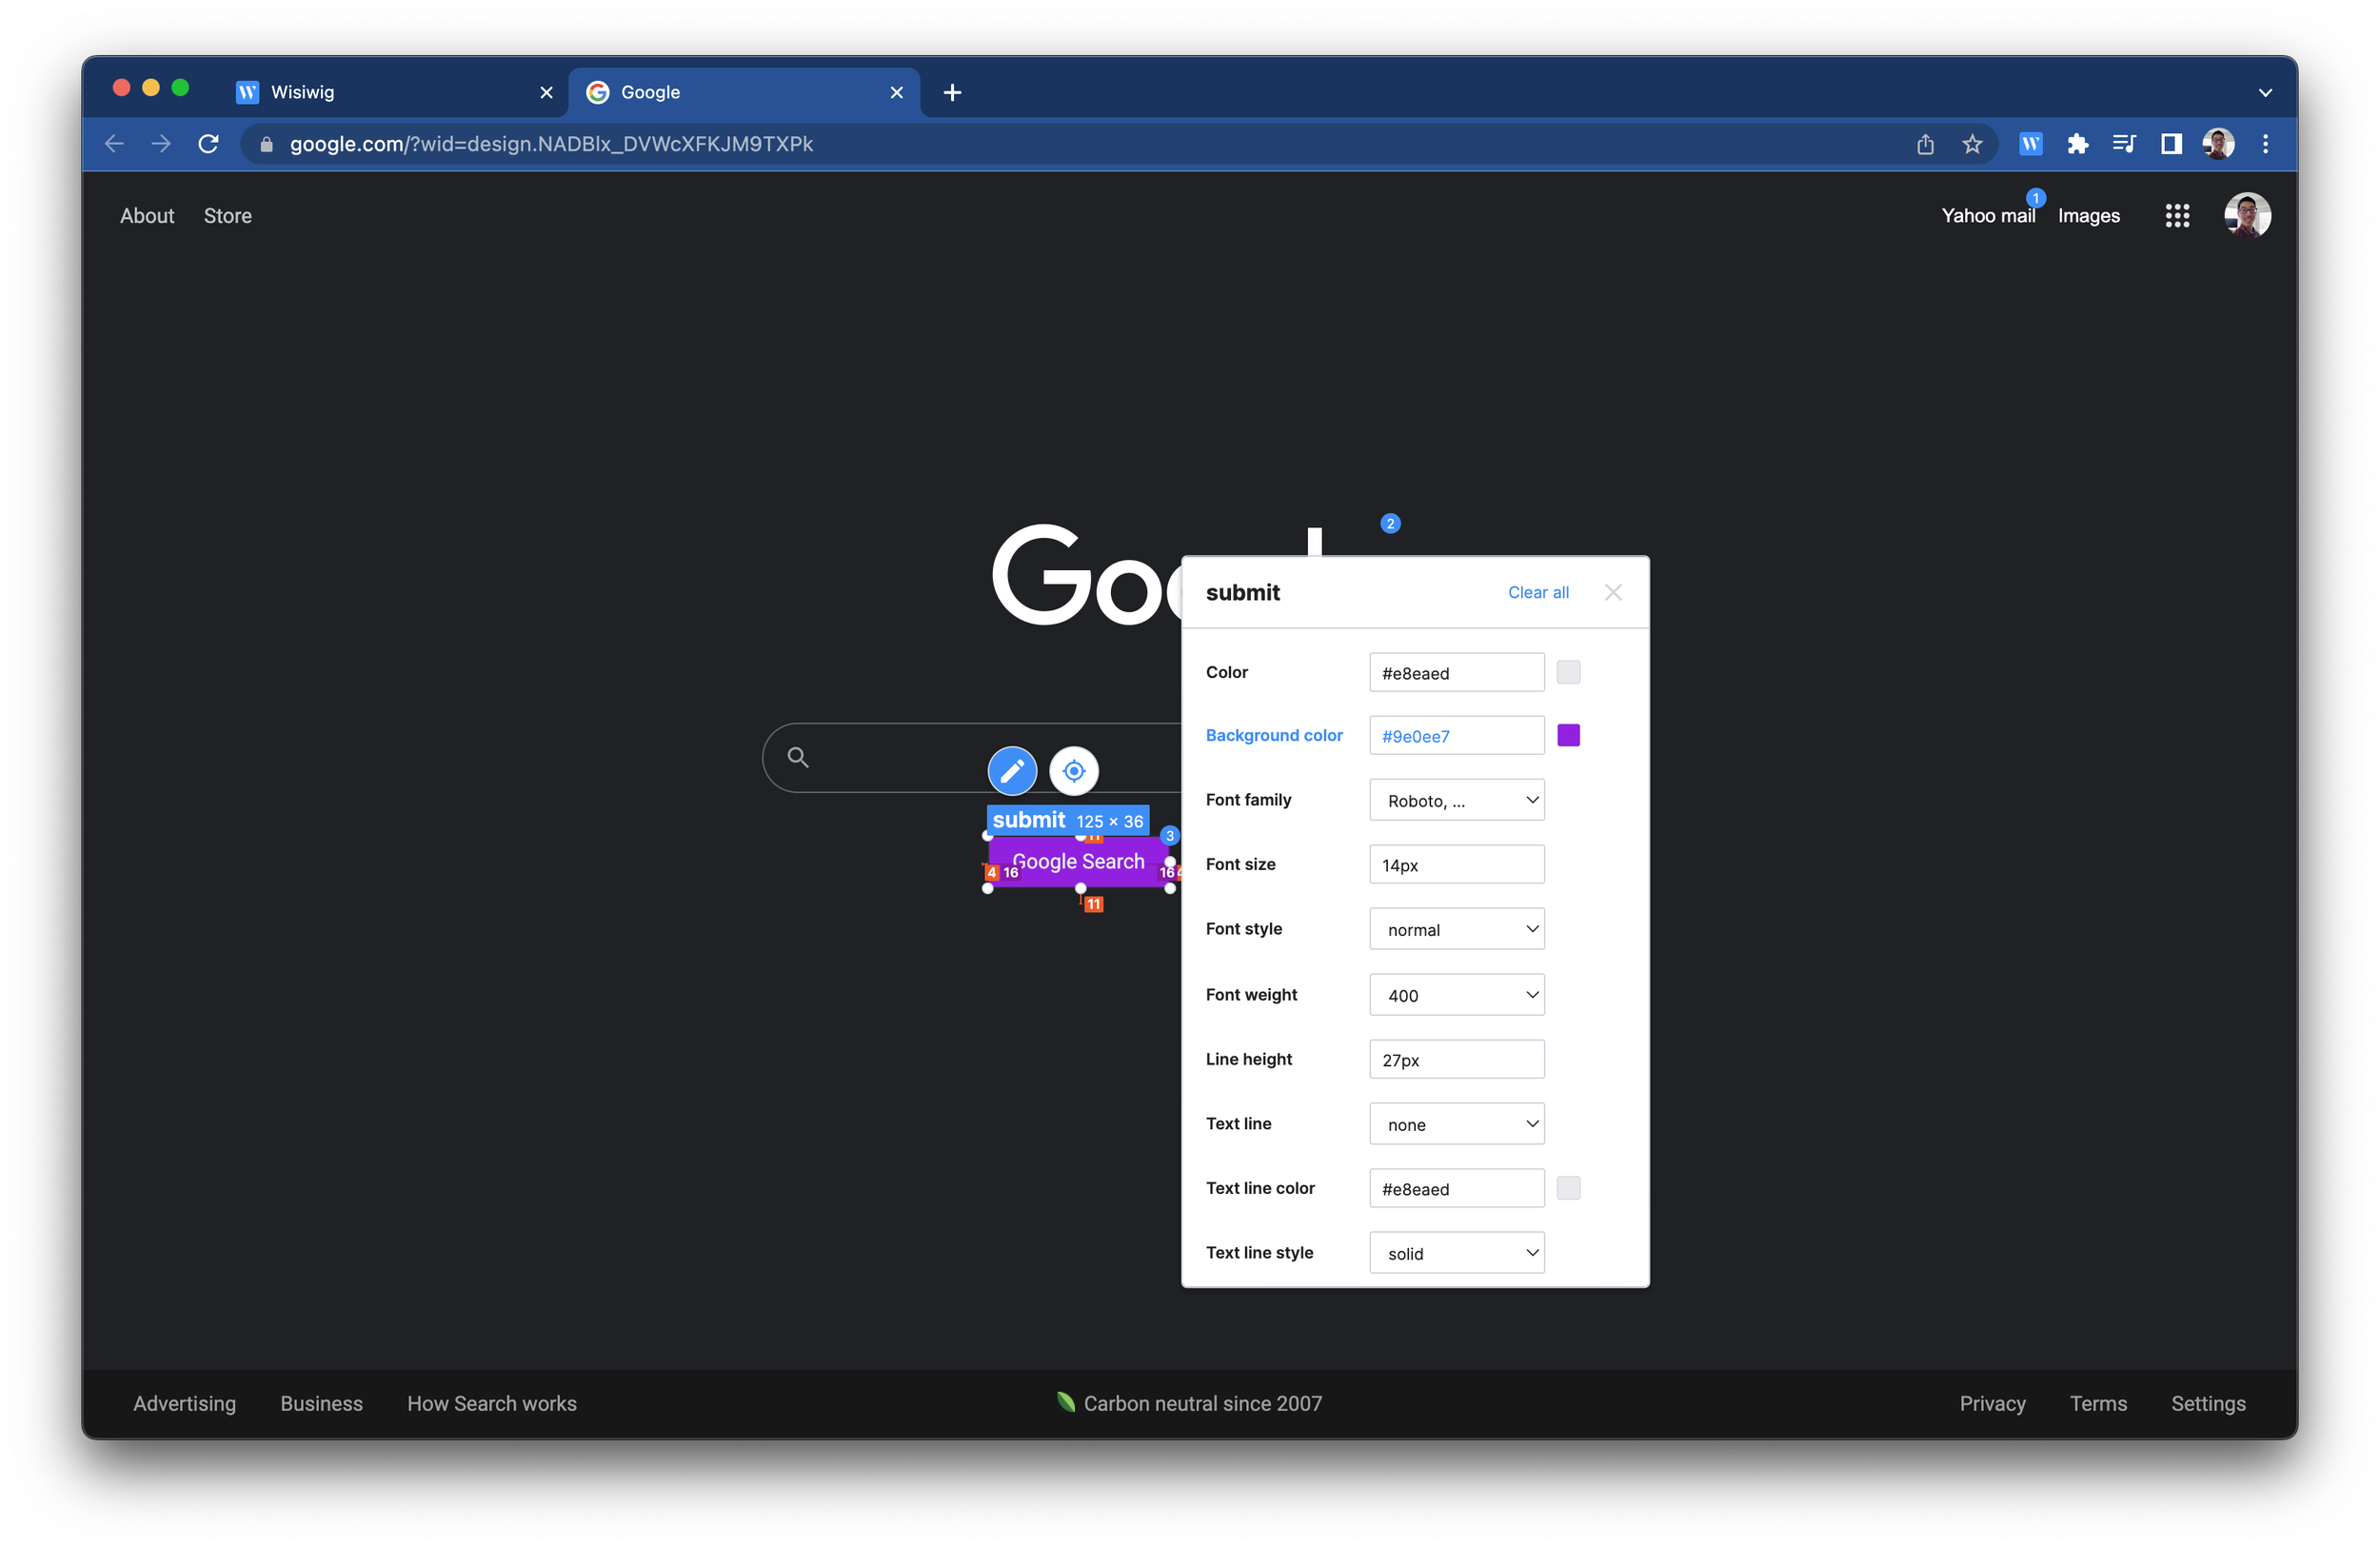 Wisiwig
Google
google.com/?wid=design.NADBlx_DVWcXFKJM9TXPk
About Store
Yahoo mail 1 Images
2
Goo
submit Clear all
Color #e8eaed
Background color #9e0ee7
Font family Roboto, ...
submit 125 × 36
3
11
Google Search
4 16 16 4
11
Font size 14px
Font style normal
Font weight 400
Line height 27px
Text line none
Text line color #e8eaed
Text line style solid
Advertising Business How Search works
Carbon neutral since 2007
Privacy Terms Settings